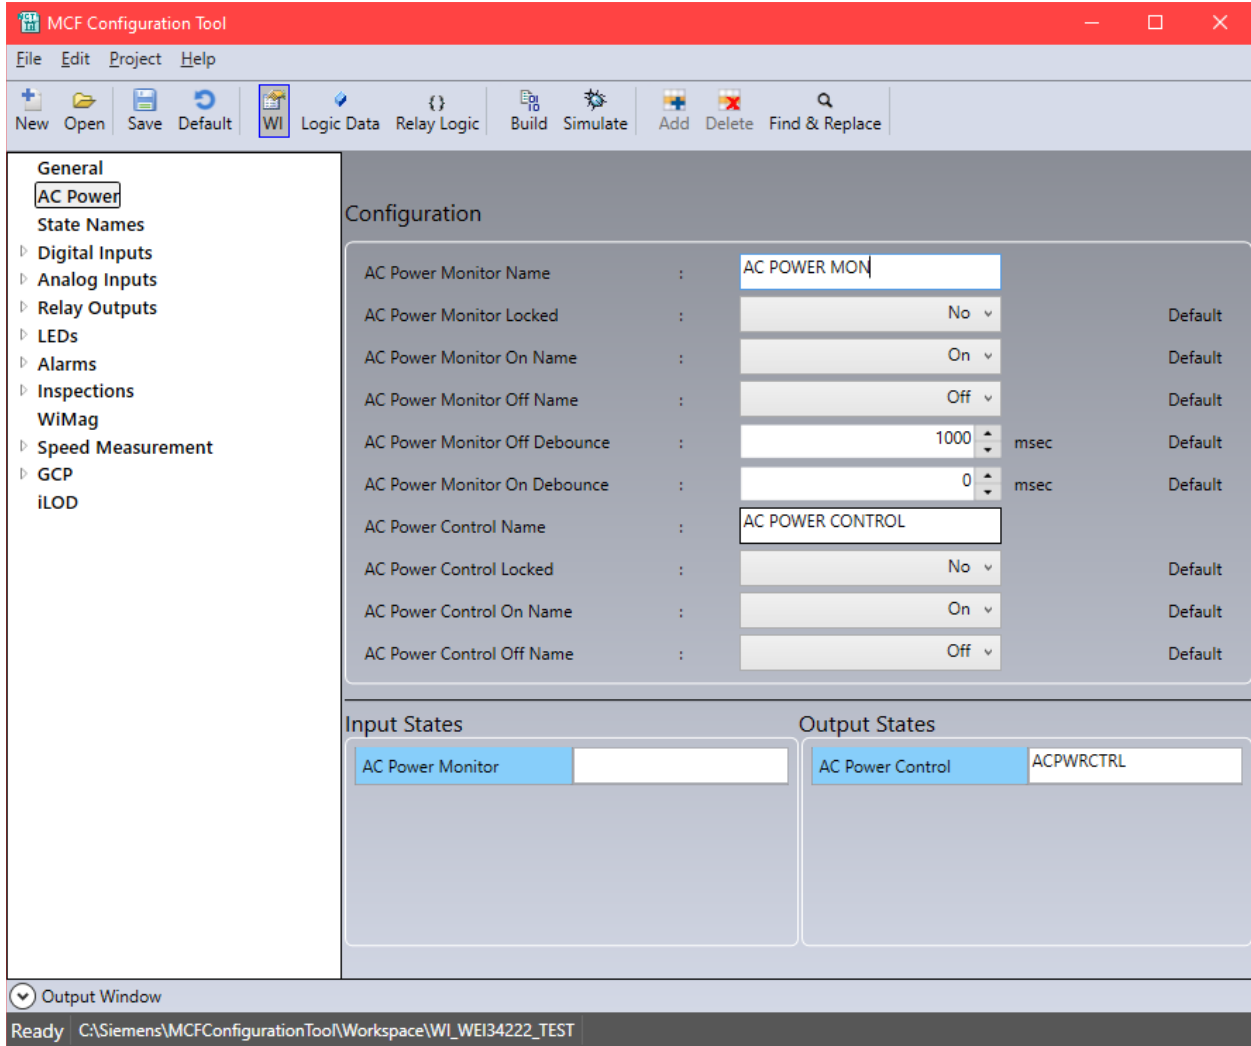 MCF Configuration Tool
File Edit Project Help
New Open Save Default WI Logic Data Relay Logic Build Simulate Add Delete Find & Replace
General
AC Power
State Names
Digital Inputs
Analog Inputs
Relay Outputs
LEDs
Alarms
Inspections
WiMag
Speed Measurement
GCP
iLOD
Configuration
AC Power Monitor Name : AC POWER MON
AC Power Monitor Locked : No Default
AC Power Monitor On Name : On Default
AC Power Monitor Off Name : Off Default
AC Power Monitor Off Debounce : 1000 msec Default
AC Power Monitor On Debounce : 0 msec Default
AC Power Control Name : AC POWER CONTROL
AC Power Control Locked : No Default
AC Power Control On Name : On Default
AC Power Control Off Name : Off Default
Input States
AC Power Monitor
Output States
AC Power Control ACPWRCTRL
Output Window
Ready C:\Siemens\MCFConfigurationTool\Workspace\WI_WEI34222_TEST